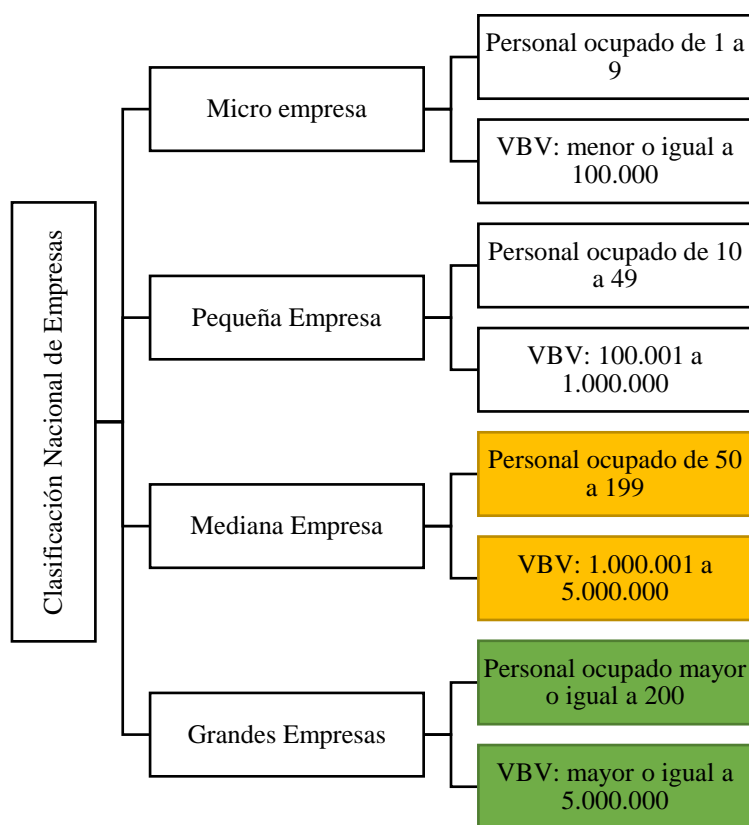 Clasificación Nacional de Empresas
Micro empresa
Personal ocupado de 1 a
9
VBV: menor o igual a
100.000
Pequeña Empresa
Personal ocupado de 10
a 49
VBV: 100.001 a
1.000.000
Mediana Empresa
Personal ocupado de 50
a 199
VBV: 1.000.001 a
5.000.000
Grandes Empresas
Personal ocupado mayor
o igual a 200
VBV: mayor o igual a
5.000.000